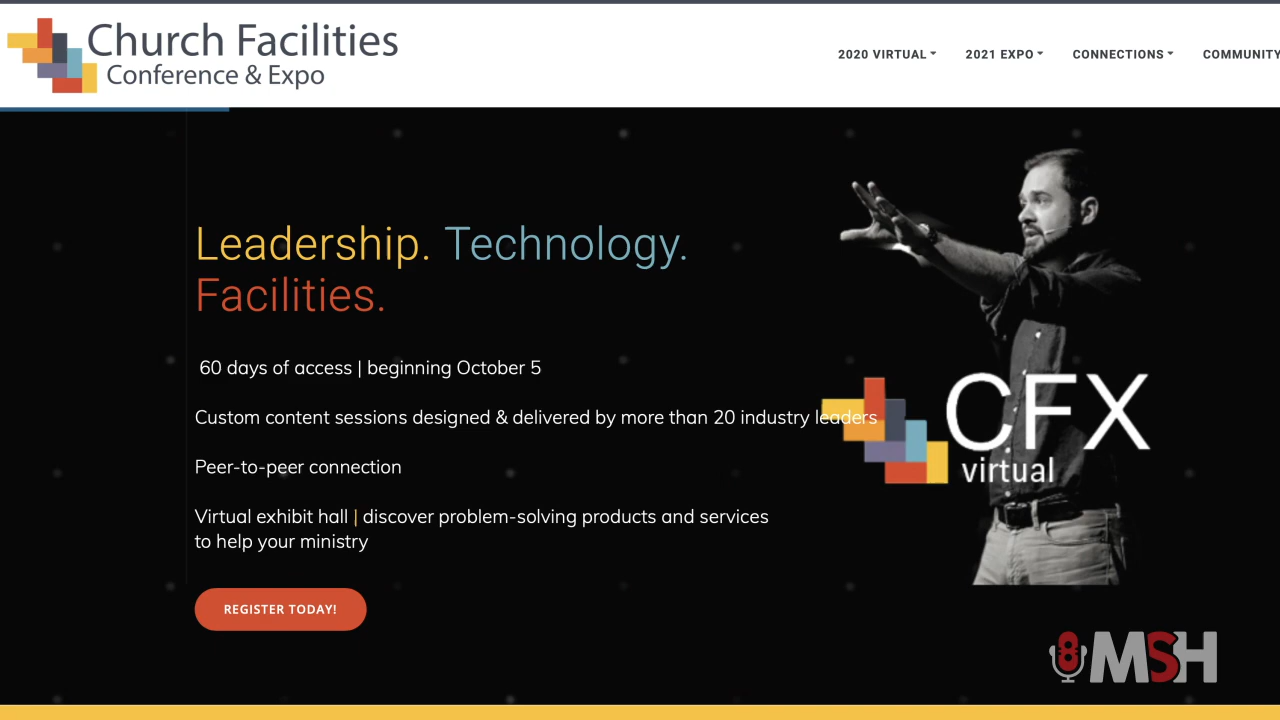 Church Facilities
Conference & Expo
2020 VIRTUAL
2021 EXPO
CONNECTIONS
COMMUNITY
Leadership. Technology.
Facilities.
60 days of access | beginning October 5
Custom content sessions designed & delivered by more than 20 industry leaders
Peer-to-peer connection
Virtual exhibit hall | discover problem-solving products and services
to help your ministry
CFX
virtual
REGISTER TODAY!
MSH